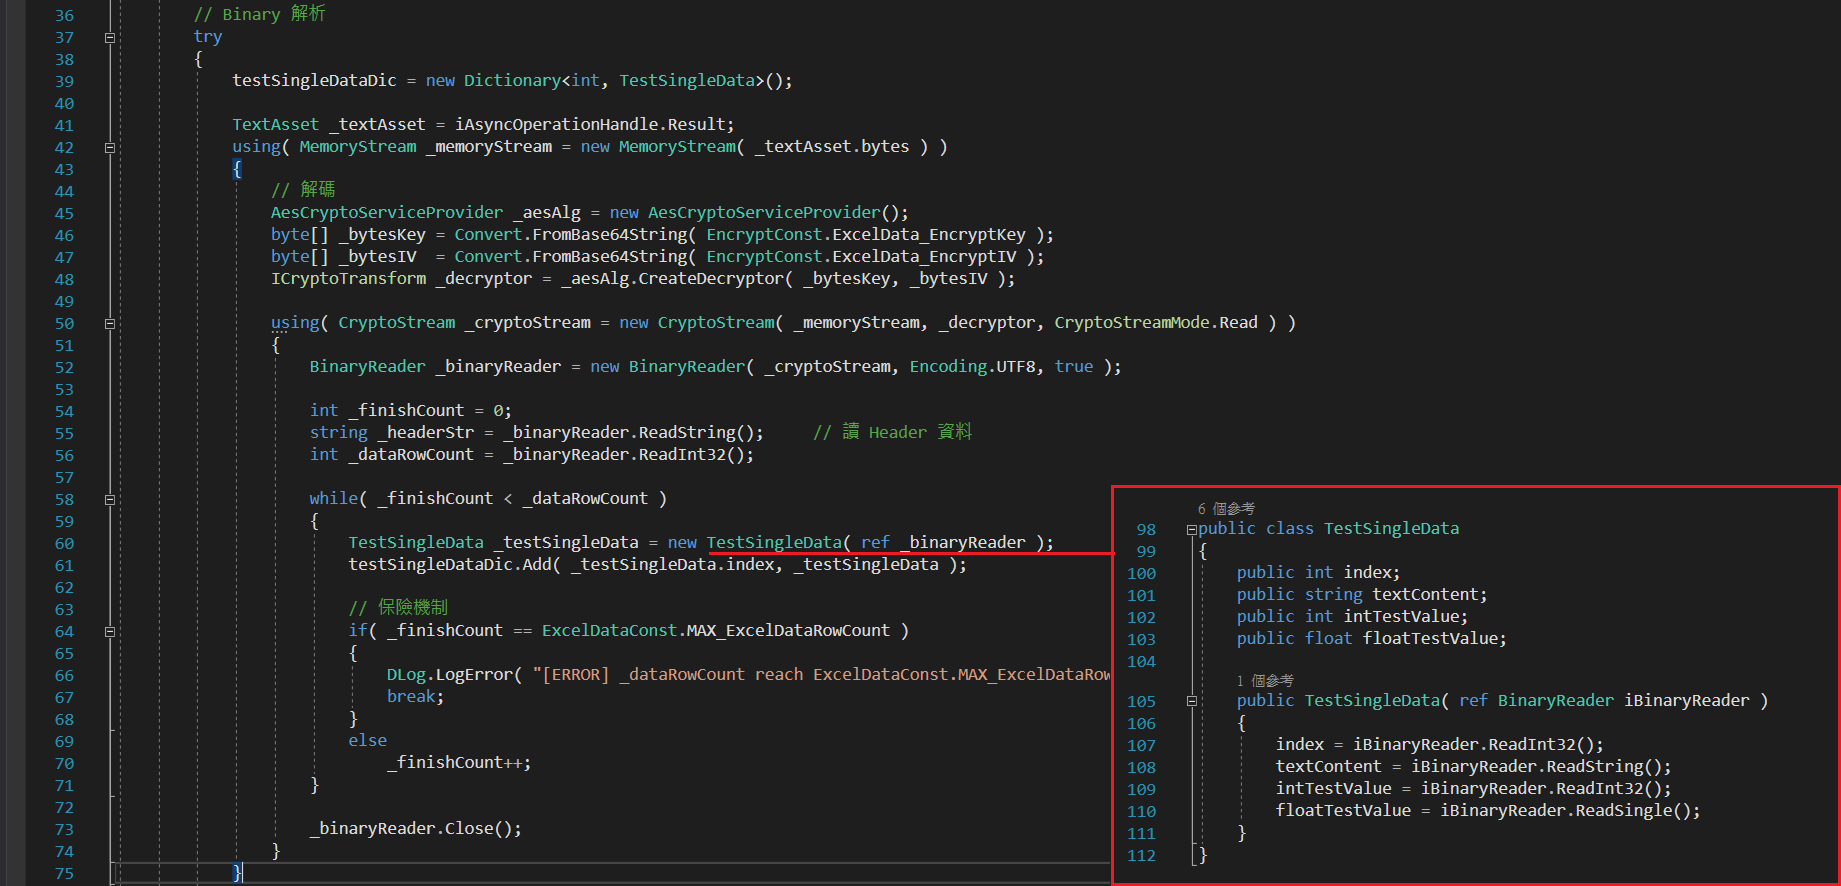 36 // Binary 解析
37 try
38 {
39 testSingleDataDic = new Dictionary<int, TestSingleData>();
40
41 TextAsset _textAsset = iAsyncOperationHandle.Result;
42 using( MemoryStream _memoryStream = new MemoryStream( _textAsset.bytes ) )
43 {
44 // 解碼
45 AesCryptoServiceProvider _aesAlg = new AesCryptoServiceProvider();
46 byte[] _bytesKey = Convert.FromBase64String( EncryptConst.ExcelData_EncryptKey );
47 byte[] _bytesIV  = Convert.FromBase64String( EncryptConst.ExcelData_EncryptIV );
48 ICryptoTransform _decryptor = _aesAlg.CreateDecryptor( _bytesKey, _bytesIV );
49
50 using( CryptoStream _cryptoStream = new CryptoStream( _memoryStream, _decryptor, CryptoStreamMode.Read ) )
51 {
52 BinaryReader _binaryReader = new BinaryReader( _cryptoStream, Encoding.UTF8, true );
53
54 int _finishCount = 0;
55 string _headerStr = _binaryReader.ReadString();     // 讀 Header 資料
56 int _dataRowCount = _binaryReader.ReadInt32();
57
58 while( _finishCount < _dataRowCount )
59 {
60 TestSingleData _testSingleData = new TestSingleData( ref _binaryReader );
61 testSingleDataDic.Add( _testSingleData.index, _testSingleData );
62
63 // 保險機制
64 if( _finishCount == ExcelDataConst.MAX_ExcelDataRowCount )
65 {
66 DLog.LogError( "[ERROR] _dataRowCount reach ExcelDataConst.MAX_ExcelDataRow
67 break;
68 }
69 else
70 _finishCount++;
71 }
72
73 _binaryReader.Close();
74 }
75 }
6 個參考
98 public class TestSingleData
99 {
100 public int index;
101 public string textContent;
102 public int intTestValue;
103 public float floatTestValue;
104
1 個參考
105 public TestSingleData( ref BinaryReader iBinaryReader )
106 {
107 index = iBinaryReader.ReadInt32();
108 textContent = iBinaryReader.ReadString();
109 intTestValue = iBinaryReader.ReadInt32();
110 floatTestValue = iBinaryReader.ReadSingle();
111 }
112 }